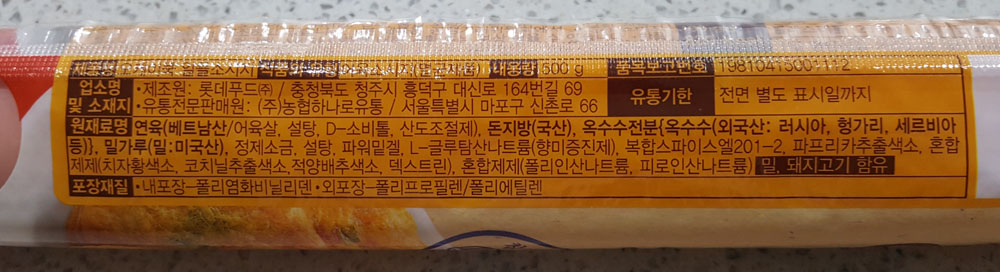 내용량 600 g 품목보고번호
업소명 및 소재지 •제조원: 롯데푸드㈜ / 충청북도 청주시 흥덕구 대신로 164번길 69
•유통전문판매원: (주)농협하나로유통 / 서울특별시 마포구 신촌로 66
유통기한 전면 별도 표시일까지
원재료명 연육(베트남산/어육살, 설탕, D-소비톨, 산도조절제), 돈지방(국산), 옥수수전분{옥수수(외국산: 러시아, 헝가리, 세르비아
등)}, 밀가루(밀:미국산), 정제소금, 설탕, 파워밀겔, L-글루탐산나트륨(향미증진제), 복합스파이스엘201-2, 파프리카추출색소, 혼합
제제(치자황색소, 코치닐추출색소,적양배추색소, 덱스트린), 혼합제제(폴리인산나트륨, 피로인산나트륨) 밀, 돼지고기 함유
포장재질 •내포장-폴리염화비닐리덴 •외포장-폴리프로필렌/폴리에틸렌